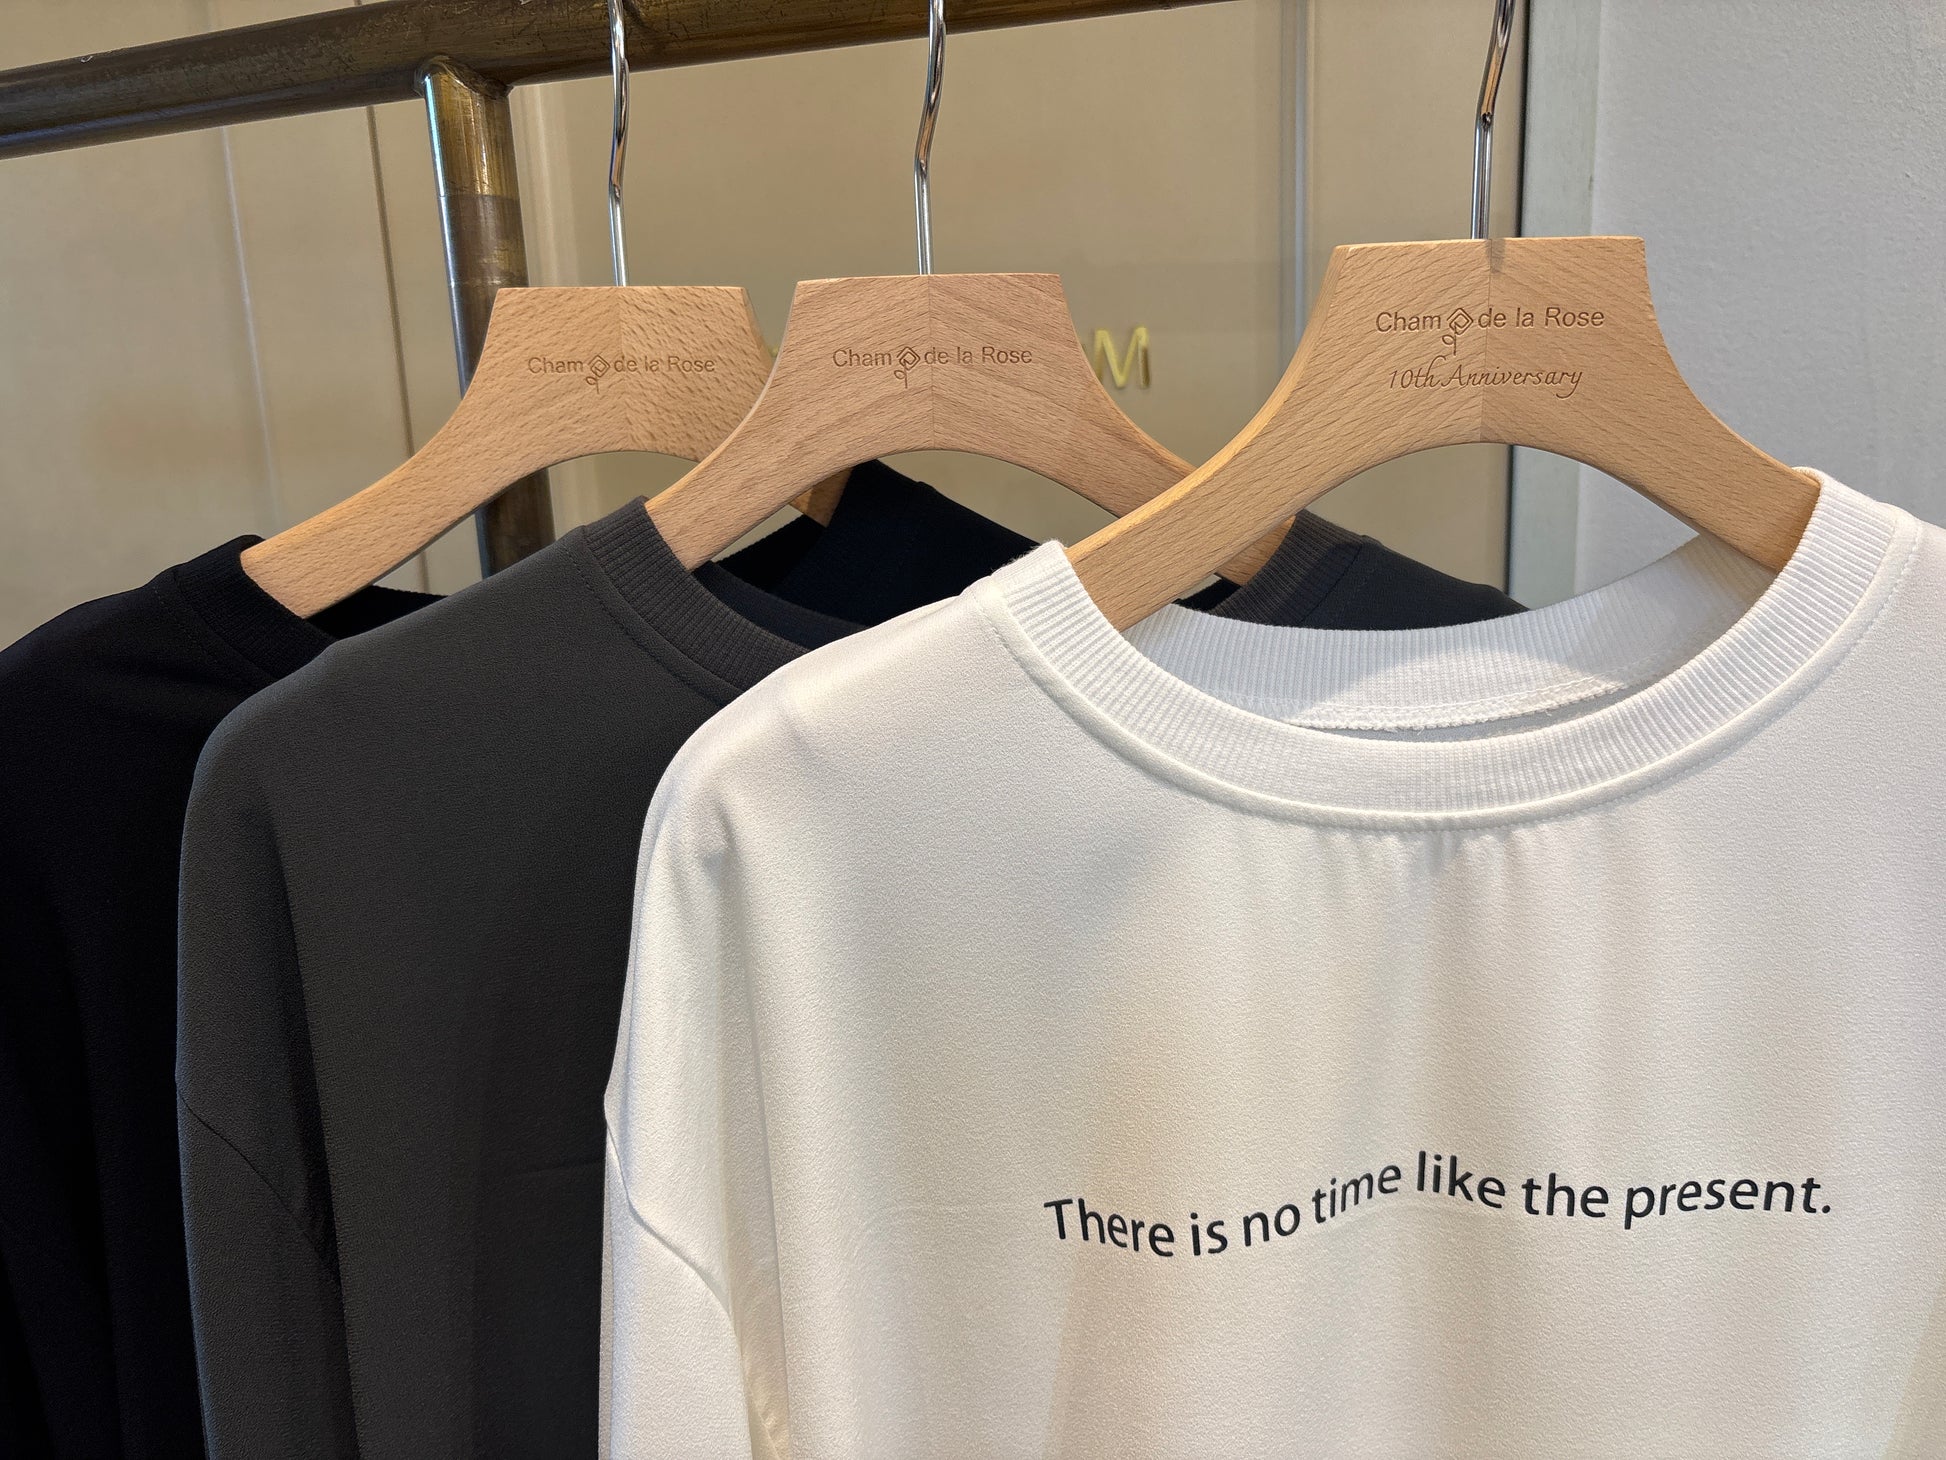 Cham de la Rose
Cham de la Rose
Cham de la Rose
10th Anniversary
M
There is no time like the present.